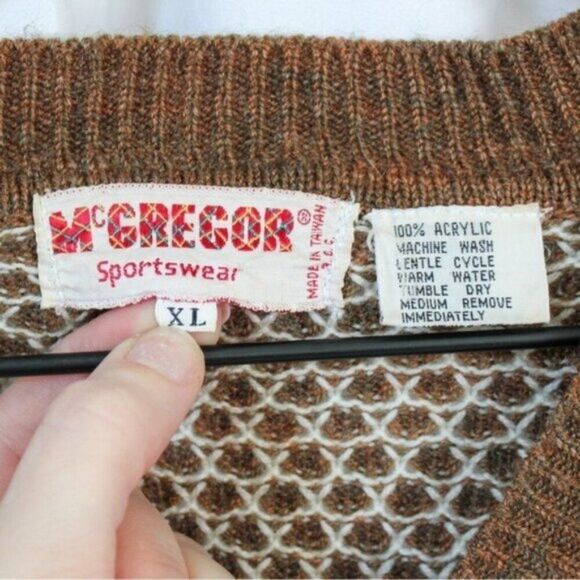 McGREGOR®
Sportswear
MADE IN TAIWAN
R.O.C.
XL
100% ACRYLIC
MACHINE WASH
GENTLE CYCLE
WARM WATER
TUMBLE DRY
MEDIUM REMOVE
IMMEDIATELY